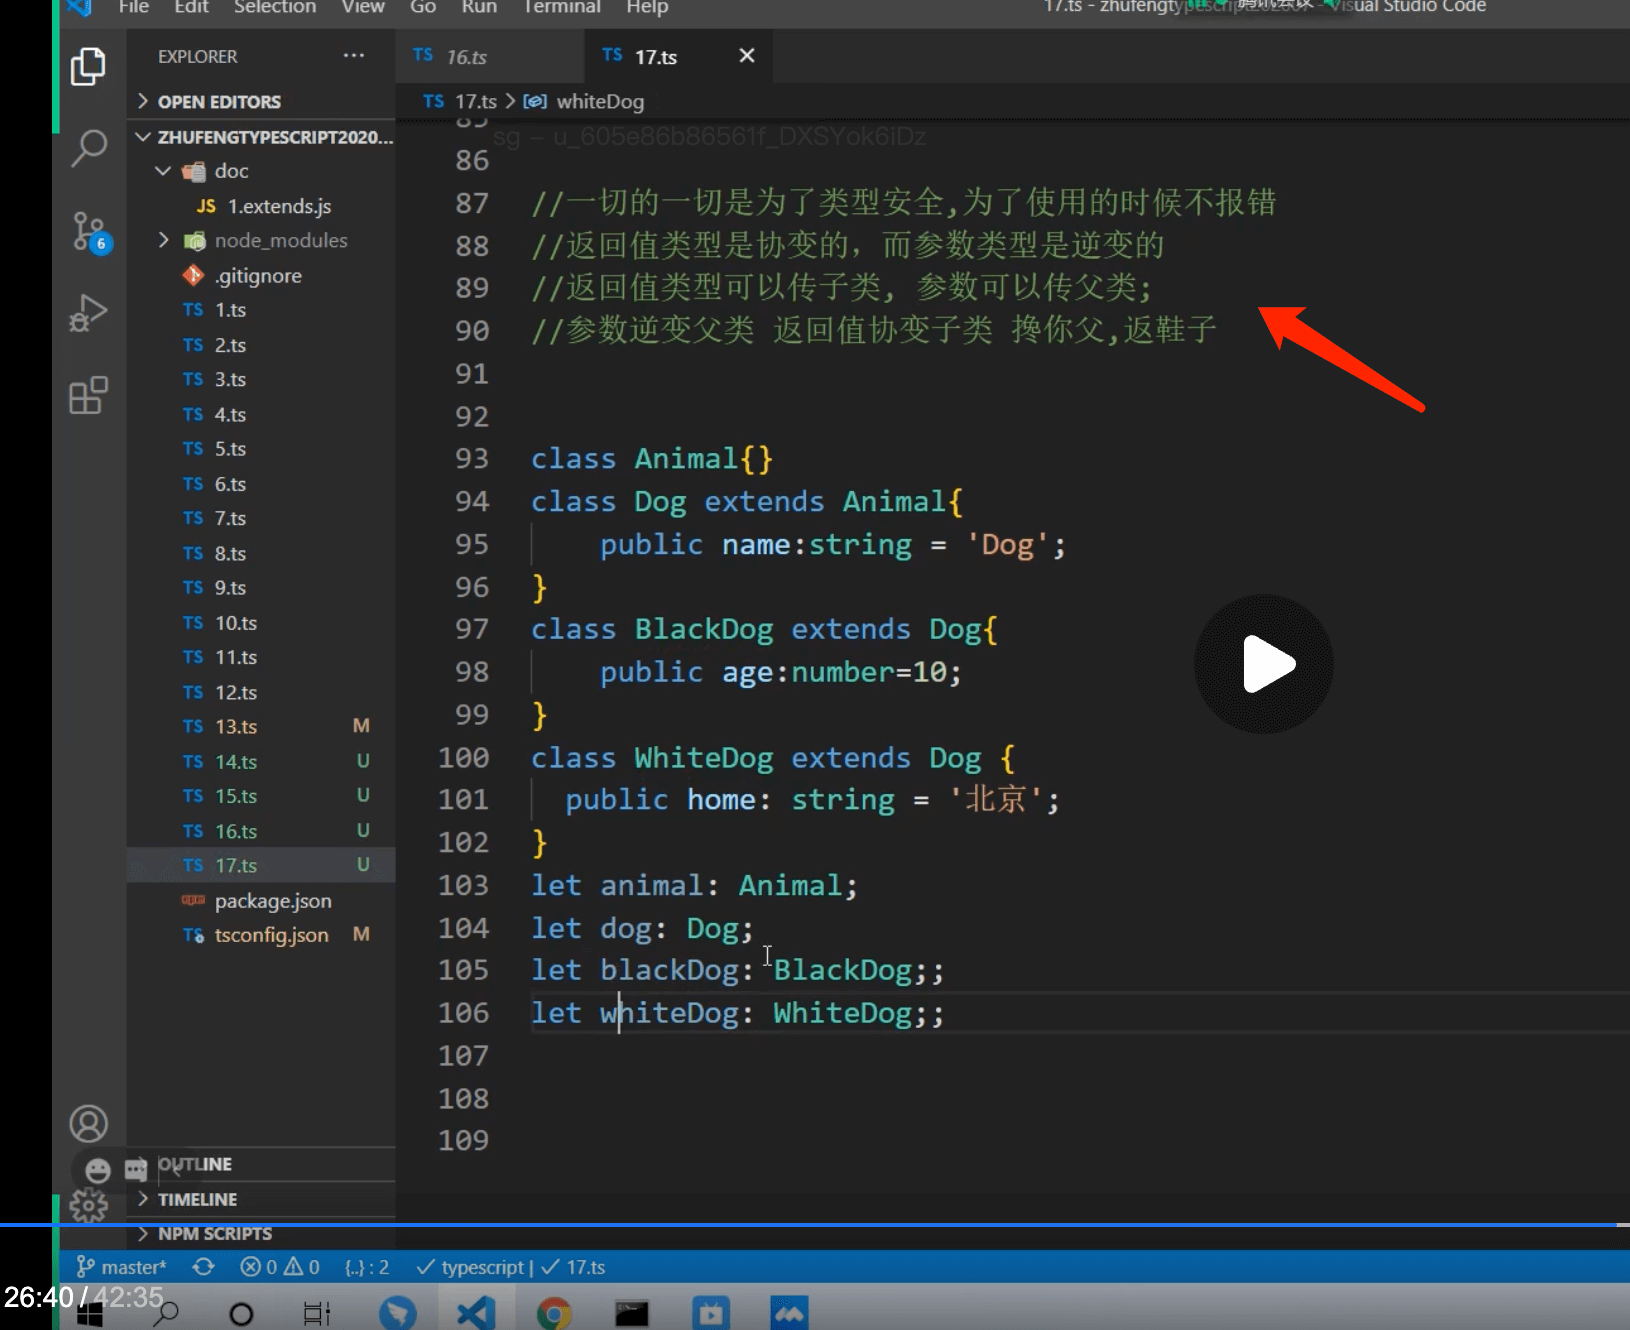 File Edit Selection View Go Run Terminal Help
17.ts - zhufengtypescript2020 - Visual Studio Code
EXPLORER ...
TS 16.ts TS 17.ts
OPEN EDITORS
TS 17.ts > whiteDog
ZHUFENGTYPESCRIPT2020...
85
sg – u_605e86b86561f_DXSYok6iDz
doc
JS 1.extends.js
node_modules
6
.gitignore
TS 1.ts
TS 2.ts
TS 3.ts
TS 4.ts
TS 5.ts
TS 6.ts
TS 7.ts
TS 8.ts
TS 9.ts
TS 10.ts
TS 11.ts
TS 12.ts
TS 13.ts M
TS 14.ts U
TS 15.ts U
TS 16.ts U
TS 17.ts U
package.json
TS tsconfig.json M
86
87 //一切的一切是为了类型安全,为了使用的时候不报错
88 //返回值类型是协变的，而参数类型是逆变的
89 //返回值类型可以传子类, 参数可以传父类;
90 //参数逆变父类 返回值协变子类 搀你父,返鞋子
91
92
93 class Animal{}
94 class Dog extends Animal{
95 public name:string = 'Dog';
96 }
97 class BlackDog extends Dog{
98 public age:number=10;
99 }
100 class WhiteDog extends Dog {
101 public home: string = '北京';
102 }
103 let animal: Animal;
104 let dog: Dog;
105 let blackDog: BlackDog;;
106 let whiteDog: WhiteDog;;
107
108
109
OUTLINE
TIMELINE
NPM SCRIPTS
master* 0 0 {..} : 2 typescript | 17.ts
26:40 / 42:35